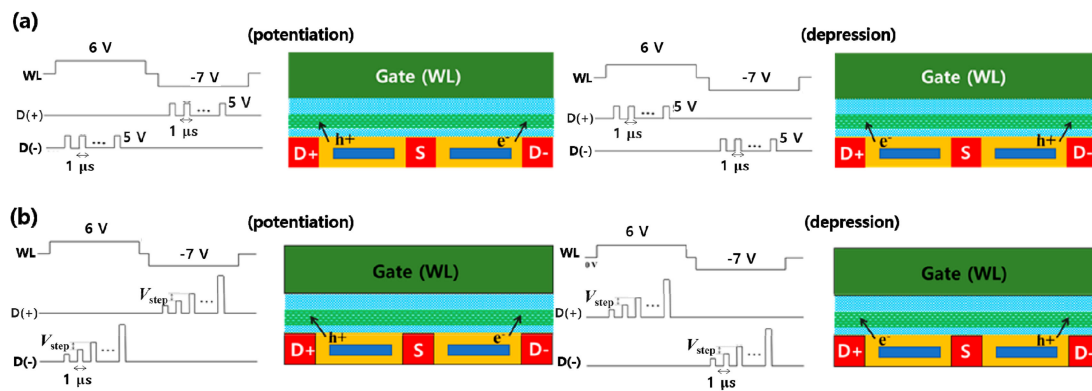 (a)
(potentiation)
6 V
WL
-7 V
D(+)
5 V
1 μs
D(-)
5 V
1 μs
Gate (WL)
h+
e-
D+
S
D-
(depression)
6 V
WL
-7 V
D(+)
5 V
1 μs
D(-)
5 V
1 μs
Gate (WL)
e-
h+
D+
S
D-
(b)
(potentiation)
6 V
WL
-7 V
Vstep
D(+)
Vstep
D(-)
1 μs
Gate (WL)
h+
e-
D+
S
D-
(depression)
6 V
WL
0 V
-7 V
Vstep
D(+)
Vstep
D(-)
1 μs
Gate (WL)
e-
h+
D+
S
D-